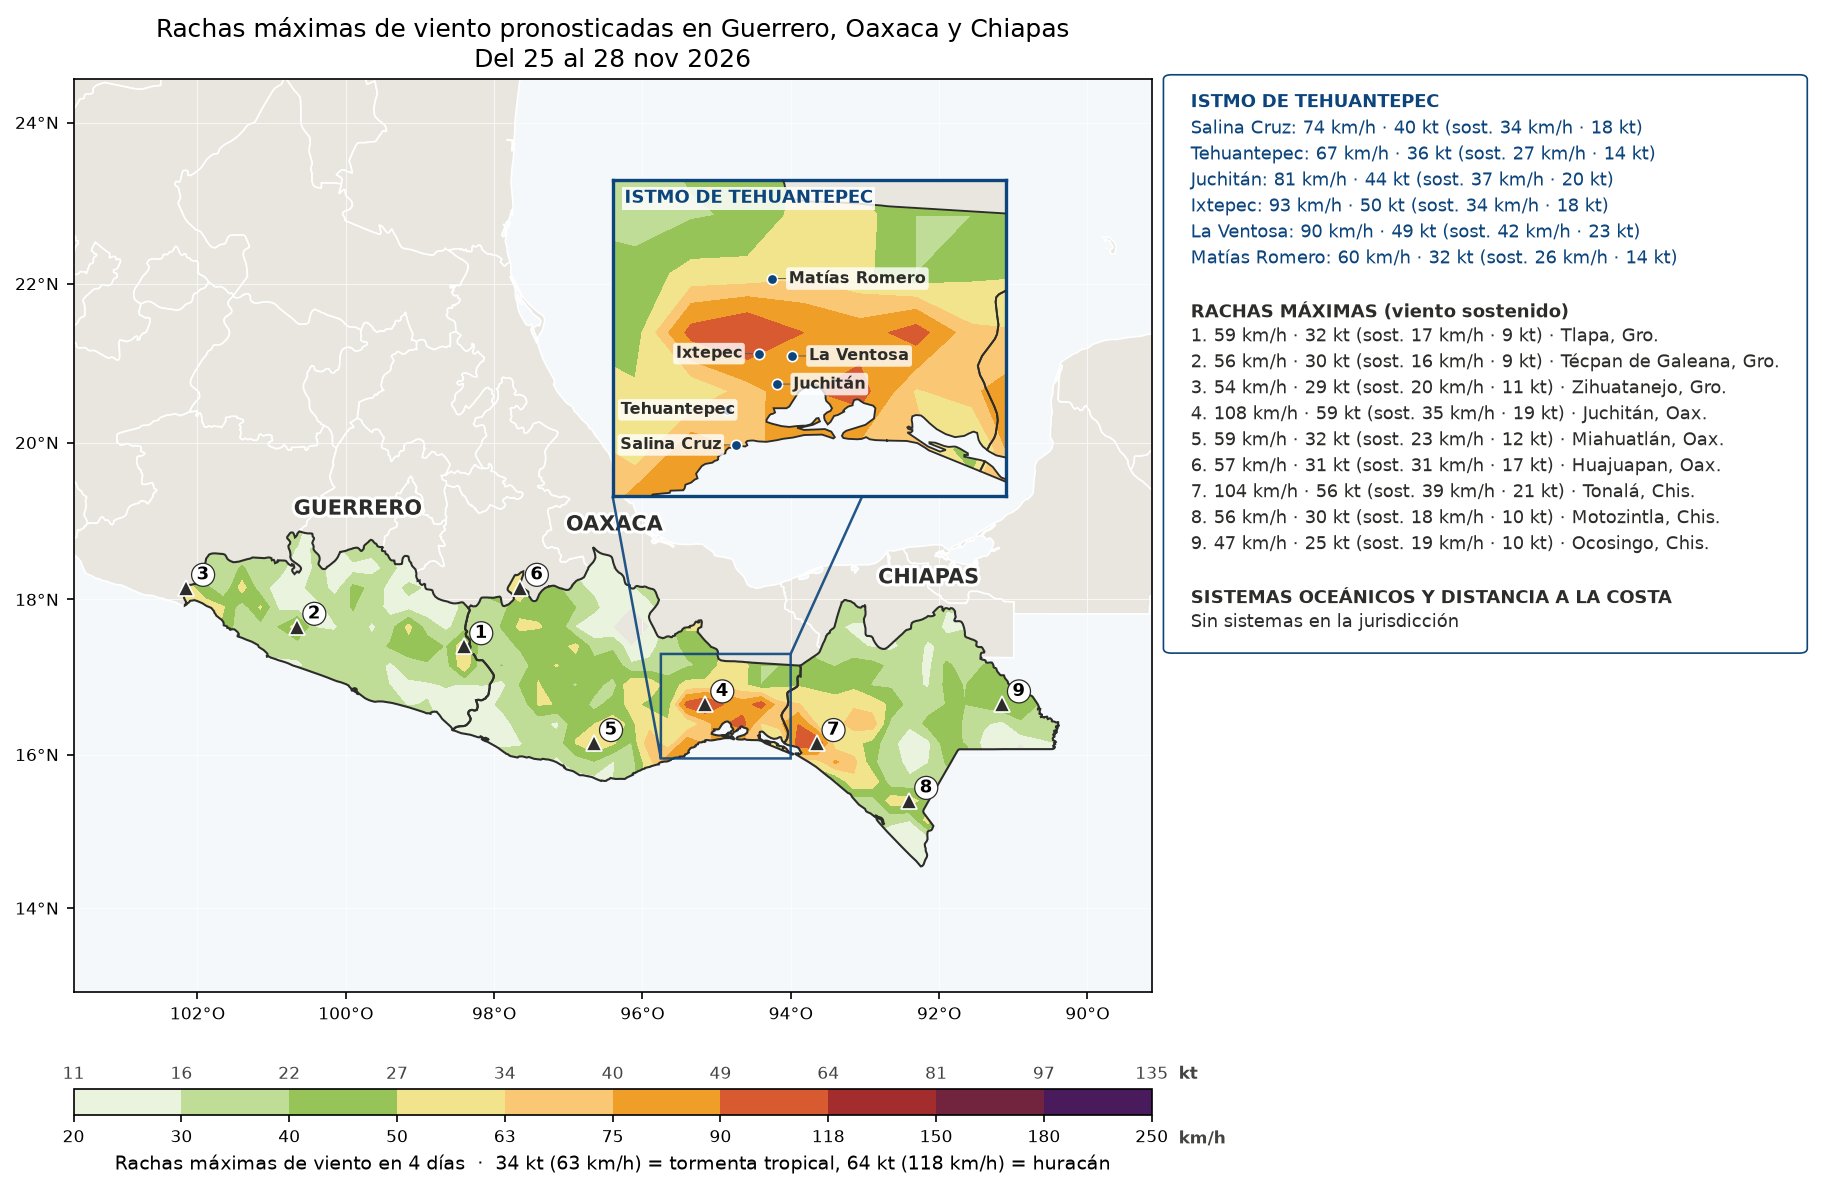 Rachas máximas de viento pronosticadas en Guerrero, Oaxaca y Chiapas
Del 25 al 28 nov 2026
24°N
22°N
20°N
18°N
16°N
14°N
102°O
100°O
98°O
96°O
94°O
92°O
90°O
ISTMO DE TEHUANTEPEC
Matías Romero
Ixtepec
La Ventosa
Juchitán
Tehuantepec
Salina Cruz
GUERRERO
OAXACA
CHIAPAS
3
6
2
1
4
9
5
7
8
ISTMO DE TEHUANTEPEC
Salina Cruz: 74 km/h · 40 kt (sost. 34 km/h · 18 kt)
Tehuantepec: 67 km/h · 36 kt (sost. 27 km/h · 14 kt)
Juchitán: 81 km/h · 44 kt (sost. 37 km/h · 20 kt)
Ixtepec: 93 km/h · 50 kt (sost. 34 km/h · 18 kt)
La Ventosa: 90 km/h · 49 kt (sost. 42 km/h · 23 kt)
Matías Romero: 60 km/h · 32 kt (sost. 26 km/h · 14 kt)
RACHAS MÁXIMAS (viento sostenido)
1. 59 km/h · 32 kt (sost. 17 km/h · 9 kt) · Tlapa, Gro.
2. 56 km/h · 30 kt (sost. 16 km/h · 9 kt) · Técpan de Galeana, Gro.
3. 54 km/h · 29 kt (sost. 20 km/h · 11 kt) · Zihuatanejo, Gro.
4. 108 km/h · 59 kt (sost. 35 km/h · 19 kt) · Juchitán, Oax.
5. 59 km/h · 32 kt (sost. 23 km/h · 12 kt) · Miahuatlán, Oax.
6. 57 km/h · 31 kt (sost. 31 km/h · 17 kt) · Huajuapan, Oax.
7. 104 km/h · 56 kt (sost. 39 km/h · 21 kt) · Tonalá, Chis.
8. 56 km/h · 30 kt (sost. 18 km/h · 10 kt) · Motozintla, Chis.
9. 47 km/h · 25 kt (sost. 19 km/h · 10 kt) · Ocosingo, Chis.
SISTEMAS OCEÁNICOS Y DISTANCIA A LA COSTA
Sin sistemas en la jurisdicción
11 16 22 27 34 40 49 64 81 97 135 kt
20 30 40 50 63 75 90 118 150 180 250 km/h
Rachas máximas de viento en 4 días · 34 kt (63 km/h) = tormenta tropical, 64 kt (118 km/h) = huracán